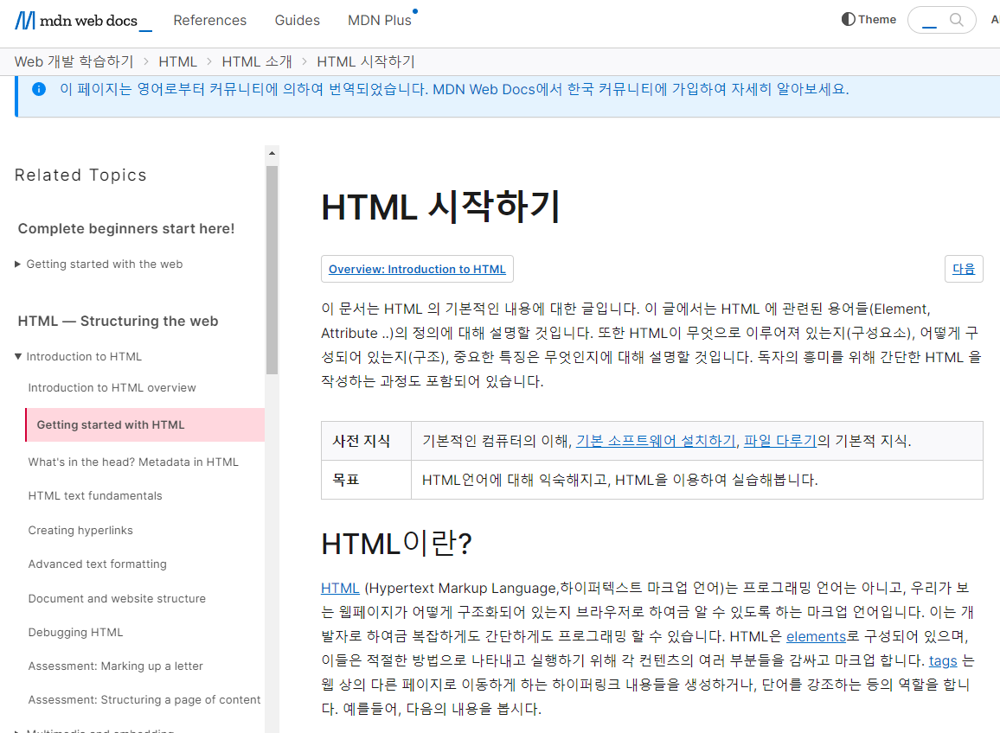 mdn web docs_ References Guides MDN Plus Theme A
Web 개발 학습하기 > HTML > HTML 소개 > HTML 시작하기
이 페이지는 영어로부터 커뮤니티에 의하여 번역되었습니다. MDN Web Docs에서 한국 커뮤니티에 가입하여 자세히 알아보세요.
Related Topics
Complete beginners start here!
Getting started with the web
HTML — Structuring the web
Introduction to HTML
Introduction to HTML overview
Getting started with HTML
What's in the head? Metadata in HTML
HTML text fundamentals
Creating hyperlinks
Advanced text formatting
Document and website structure
Debugging HTML
Assessment: Marking up a letter
Assessment: Structuring a page of content
Multimedia and embedding
HTML 시작하기
Overview: Introduction to HTML
다음
이 문서는 HTML 의 기본적인 내용에 대한 글입니다. 이 글에서는 HTML 에 관련된 용어들(Element,
Attribute ..)의 정의에 대해 설명할 것입니다. 또한 HTML이 무엇으로 이루어져 있는지(구성요소), 어떻게 구
성되어 있는지(구조), 중요한 특징은 무엇인지에 대해 설명할 것입니다. 독자의 흥미를 위해 간단한 HTML 을
작성하는 과정도 포함되어 있습니다.
사전 지식 기본적인 컴퓨터의 이해, 기본 소프트웨어 설치하기, 파일 다루기의 기본적 지식.
목표 HTML언어에 대해 익숙해지고, HTML을 이용하여 실습해봅니다.
HTML이란?
HTML (Hypertext Markup Language,하이퍼텍스트 마크업 언어)는 프로그래밍 언어는 아니고, 우리가 보
는 웹페이지가 어떻게 구조화되어 있는지 브라우저로 하여금 알 수 있도록 하는 마크업 언어입니다. 이는 개
발자로 하여금 복잡하게도 간단하게도 프로그래밍 할 수 있습니다. HTML은 elements로 구성되어 있으며,
이들은 적절한 방법으로 나타내고 실행하기 위해 각 컨텐츠의 여러 부분들을 감싸고 마크업 합니다. tags 는
웹 상의 다른 페이지로 이동하게 하는 하이퍼링크 내용들을 생성하거나, 단어를 강조하는 등의 역할을 합니
다. 예를들어, 다음의 내용을 봅시다.